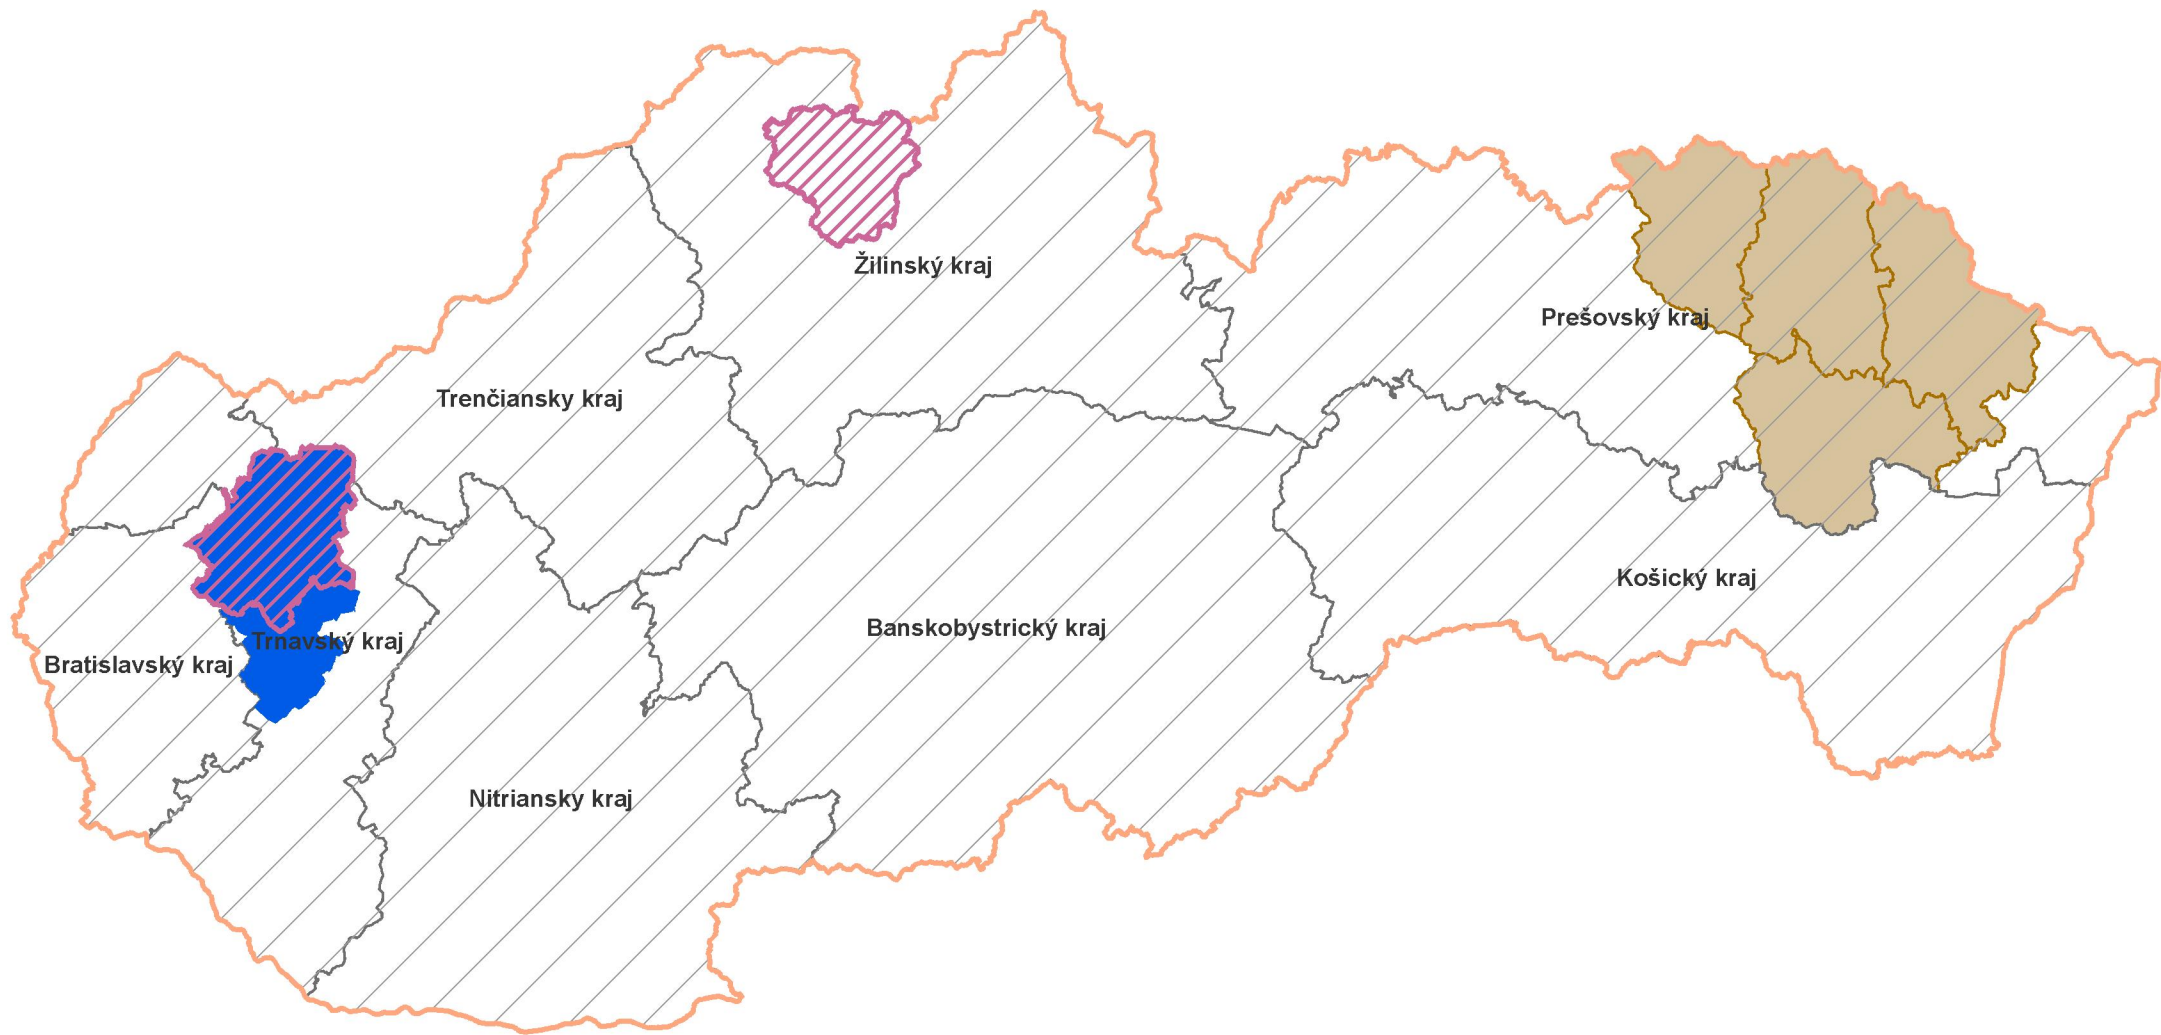 Žilinský kraj
Prešovský kraj
Trenčiansky kraj
Košický kraj
Banskobystrický kraj
Trnavský kraj
Bratislavský kraj
Nitriansky kraj